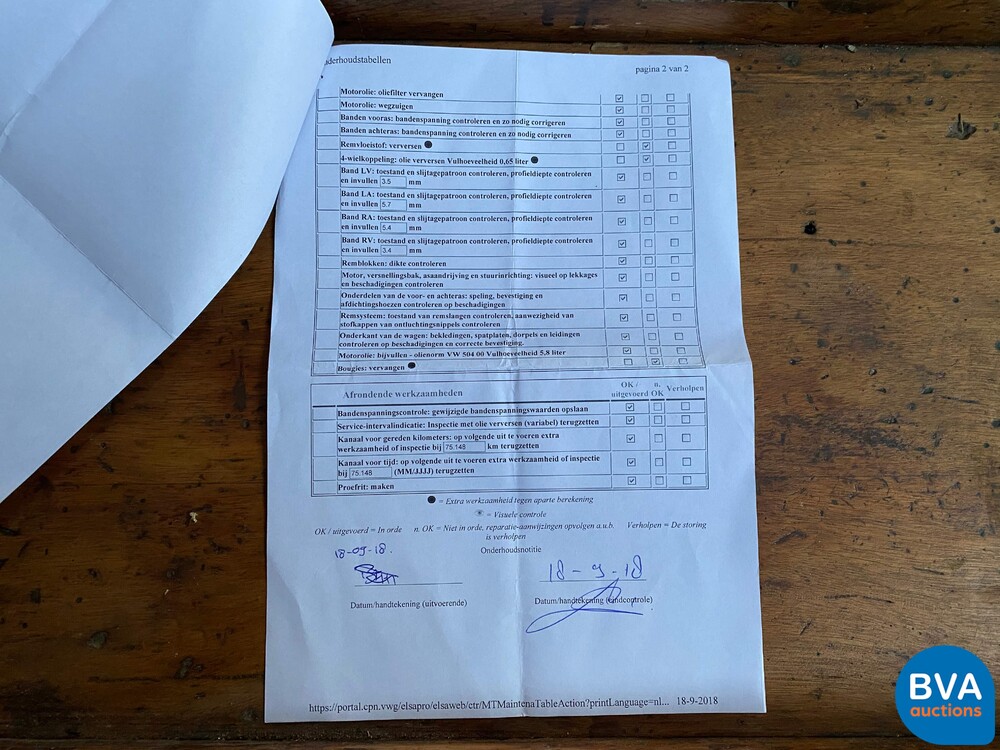 nderhoudstabellen
pagina 2 van 2
Motorolie: oliefilter vervangen
Motorolie: wegzuigen
Banden vooras: bandenspanning controleren en zo nodig corrigeren
Banden achteras: bandenspanning controleren en zo nodig corrigeren
Remvloeistof: verversen
4-wielkoppeling: olie verversen Vulhoeveelheid 0,65 liter
Band LV: toestand en slijtagepatroon controleren, profieldiepte controleren
en invullen 3.5 mm
Band LA: toestand en slijtagepatroon controleren, profieldiepte controleren
en invullen 5.7 mm
Band RA: toestand en slijtagepatroon controleren, profieldiepte controleren
en invullen 5.4 mm
Band RV: toestand en slijtagepatroon controleren, profieldiepte controleren
en invullen 3.4 mm
Remblokken: dikte controleren
Motor, versnellingsbak, asaandrijving en stuurinrichting: visueel op lekkages
en beschadigingen controleren
Onderdelen van de voor- en achteras: speling, bevestiging en
afdichtingshoezen controleren op beschadigingen
Remsysteem: toestand van remslangen controleren, aanwezigheid van
stofkappen van ontluchtingsnippels controleren
Onderkant van de wagen: bekledingen, spatplaten, dorpels en leidingen
controleren op beschadigingen en correcte bevestiging.
Motorolie: bijvullen - olienorm VW 504 00 Vulhoeveelheid 5,8 liter
Bougies: vervangen
Afrondende werkzaamheden
OK / n. Verholpen
uitgevoerd OK
Bandenspanningscontrole: gewijzigde bandenspanningswaarden opslaan
Service-intervalindicatie: Inspectie met olie verversen (variabel) terugzetten
Kanaal voor gereden kilometers: op volgende uit te voeren extra
werkzaamheid of inspectie bij 75.148 km terugzetten
Kanaal voor tijd: op volgende uit te voeren extra werkzaamheid of inspectie
bij 75.148 (MM/JJJJ) terugzetten
Proefrit: maken
= Extra werkzaamheid tegen aparte berekening
* = Visuele controle
OK / uitgevoerd = In orde n. OK = Niet in orde, reparatie-aanwijzingen opvolgen a.u.b. Verholpen = De storing
is verholpen
Onderhoudsnotitie
18-09-18.
18-9-18
Datum/handtekening (uitvoerende)
Datum/handtekening (eindcontrole)
https://portal.cpn.vwg/elsapro/elsaweb/ctr/MTMaintenaTableAction?printLanguage=nl... 18-9-2018
BVA
auctions